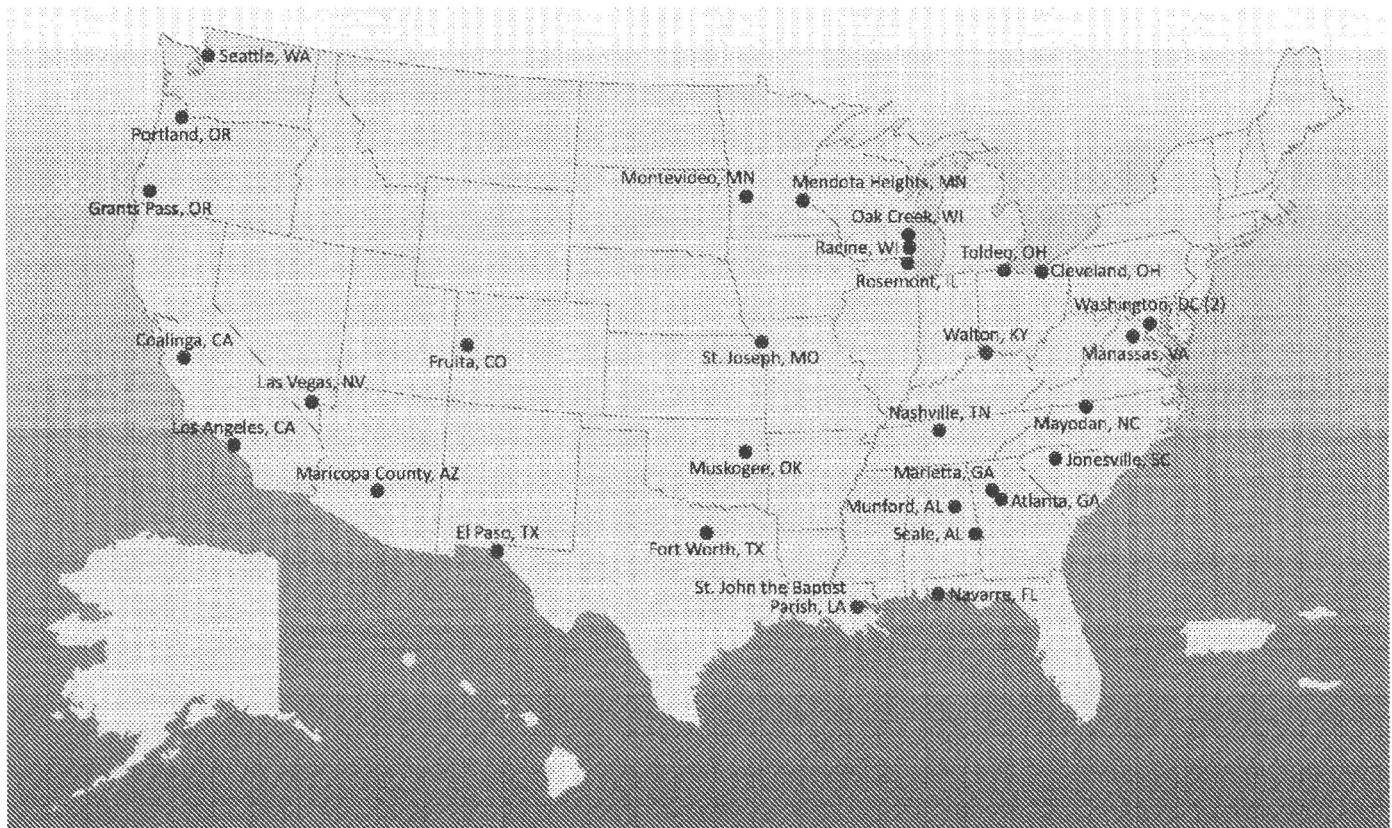 Seattle, WA
Portland, OR
Grants Pass, OR
Montevideo, MN
Mendota Heights, MN
Oak Creek, WI
Racine, WI
Rosemont, IL
Toldeo, OH
Cleveland, OH
Washington, DC (2)
Manassas, VA
Walton, KY
Coalinga, CA
Fruita, CO
St. Joseph, MO
Las Vegas, NV
Los Angeles, CA
Maricopa County, AZ
Nashville, TN
Mayodan, NC
Muskogee, OK
Marietta, GA
Jonesville, SC
Atlanta, GA
Munford, AL
Seale, AL
El Paso, TX
Fort Worth, TX
St. John the Baptist
Parish, LA
Navarre, FL